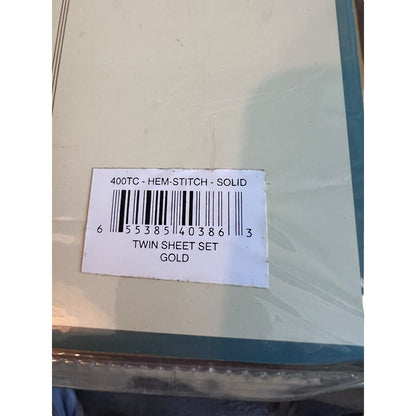 400TC - HEM-STITCH - SOLID
6 55385 40386 3
TWIN SHEET SET
GOLD